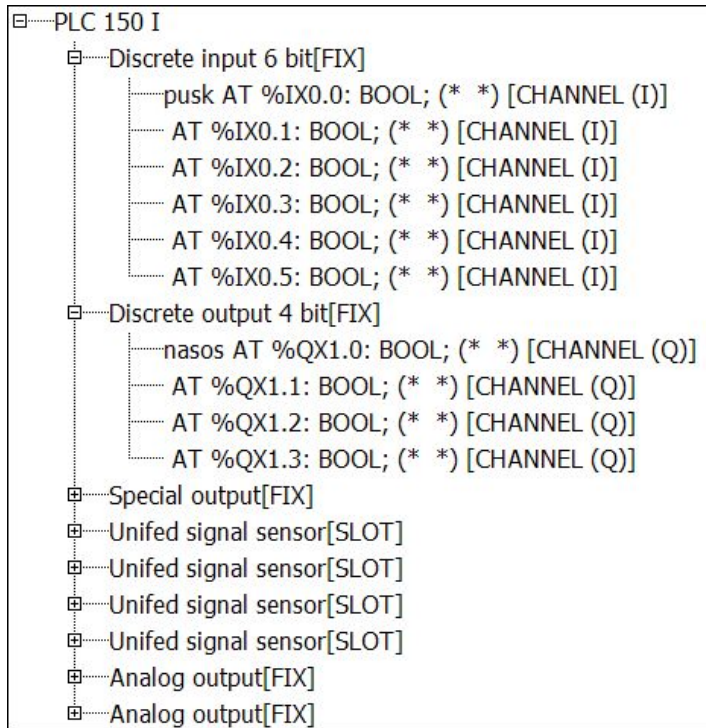 PLC 150 I
Discrete input 6 bit[FIX]
pusk AT %IX0.0: BOOL; (* *) [CHANNEL (I)]
AT %IX0.1: BOOL; (* *) [CHANNEL (I)]
AT %IX0.2: BOOL; (* *) [CHANNEL (I)]
AT %IX0.3: BOOL; (* *) [CHANNEL (I)]
AT %IX0.4: BOOL; (* *) [CHANNEL (I)]
AT %IX0.5: BOOL; (* *) [CHANNEL (I)]
Discrete output 4 bit[FIX]
nasos AT %QX1.0: BOOL; (* *) [CHANNEL (Q)]
AT %QX1.1: BOOL; (* *) [CHANNEL (Q)]
AT %QX1.2: BOOL; (* *) [CHANNEL (Q)]
AT %QX1.3: BOOL; (* *) [CHANNEL (Q)]
Special output[FIX]
Unifed signal sensor[SLOT]
Unifed signal sensor[SLOT]
Unifed signal sensor[SLOT]
Unifed signal sensor[SLOT]
Analog output[FIX]
Analog output[FIX]